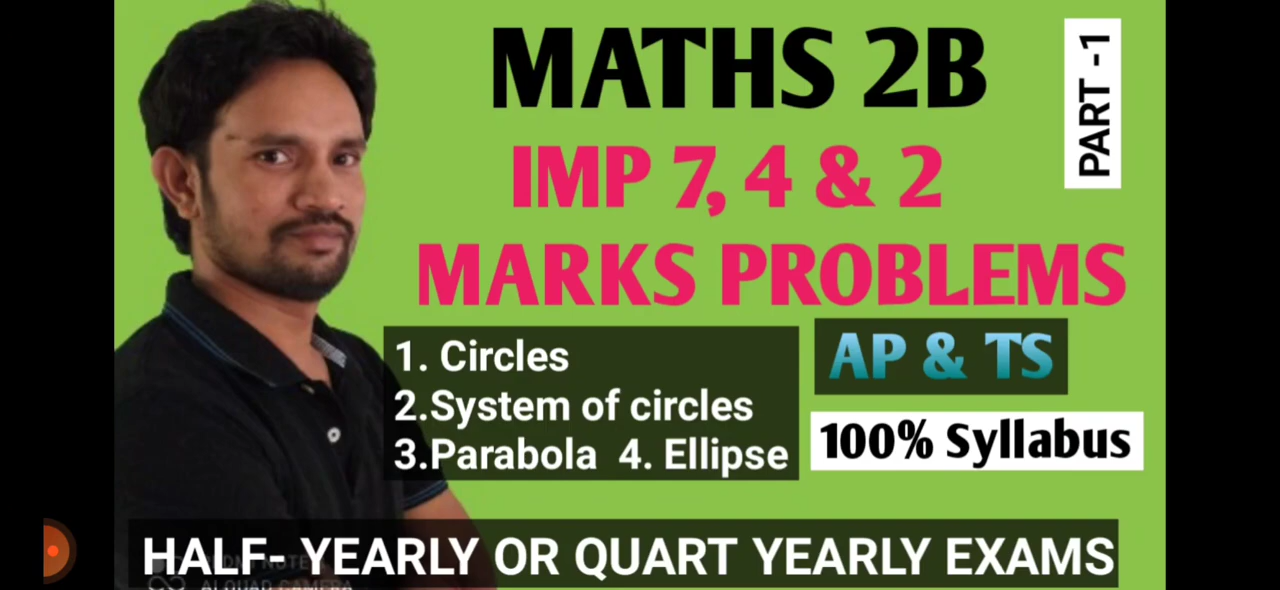 MATHS 2B
PART -1
IMP 7, 4 & 2
MARKS PROBLEMS
1. Circles
2.System of circles
3.Parabola 4. Ellipse
AP & TS
100% Syllabus
HALF- YEARLY OR QUART YEARLY EXAMS